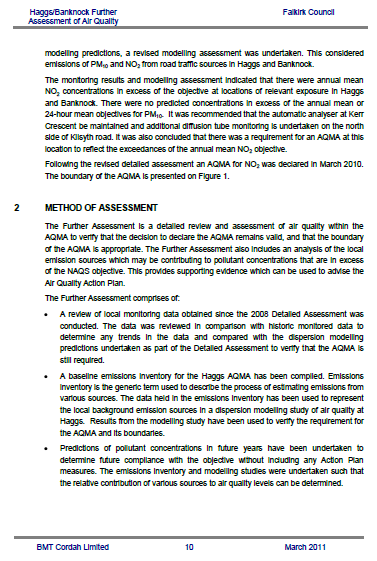 Haggs/Banknock Further Falkirk Council
Assessment of Air Quality
modelling predictions, a revised modelling assessment was undertaken. This considered
emissions of PM₁₀ and NO₂ from road traffic sources in Haggs and Banknock.
The monitoring results and modelling assessment indicated that there were annual mean
NO₂ concentrations in excess of the objective at locations of relevant exposure in Haggs
and Banknock. There were no predicted concentrations in excess of the annual mean or
24-hour mean objectives for PM₁₀. It was recommended that the automatic analyser at Kerr
Crescent be maintained and additional diffusion tube monitoring is undertaken on the north
side of Kilsyth road. It was also concluded that there was a requirement for an AQMA at this
location to reflect the exceedances of the annual mean NO₂ objective.
Following the revised detailed assessment an AQMA for NO₂ was declared in March 2010.
The boundary of the AQMA is presented on Figure 1.
2 METHOD OF ASSESSMENT
The Further Assessment is a detailed review and assessment of air quality within the
AQMA to verify that the decision to declare the AQMA remains valid, and that the boundary
of the AQMA is appropriate. The Further Assessment also includes an analysis of the local
emission sources which may be contributing to pollutant concentrations that are in excess
of the NAQS objective. This provides supporting evidence which can be used to advise the
Air Quality Action Plan.
The Further Assessment comprises of:
• A review of local monitoring data obtained since the 2008 Detailed Assessment was
conducted. The data was reviewed in comparison with historic monitored data to
determine any trends in the data and compared with the dispersion modelling
predictions undertaken as part of the Detailed Assessment to verify that the AQMA is
still required.
• A baseline emissions inventory for the Haggs AQMA has been compiled. Emissions
inventory is the generic term used to describe the process of estimating emissions from
various sources. The data held in the emissions inventory has been used to represent
the local background emission sources in a dispersion modelling study of air quality at
Haggs. Results from the modelling study have been used to verify the requirement for
the AQMA and its boundaries.
• Predictions of pollutant concentrations in future years have been undertaken to
determine future compliance with the objective without including any Action Plan
measures. The emissions inventory and modelling studies were undertaken such that
the relative contribution of various sources to air quality levels can be determined.
BMT Cordah Limited 10 March 2011